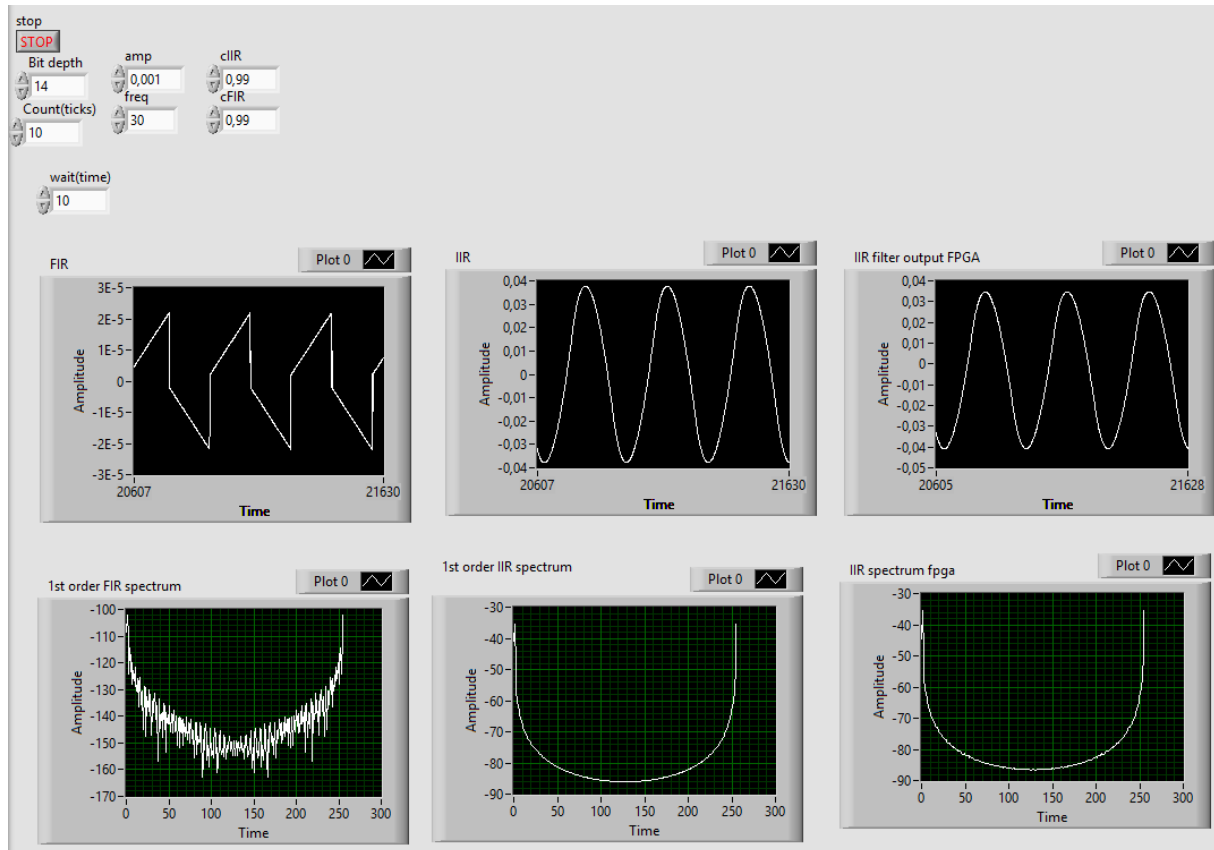 stop
STOP
Bit depth
14
amp
0,001
cIIR
0,99
Count(ticks)
10
freq
30
cFIR
0,99
wait(time)
10
FIR
Plot 0
3E-5
2E-5
1E-5
0
-1E-5
-2E-5
-3E-5
Amplitude
20607
21630
Time
IIR
Plot 0
0,04
0,03
0,02
0,01
0
-0,01
-0,02
-0,03
-0,04
Amplitude
20607
21630
Time
IIR filter output FPGA
Plot 0
0,04
0,03
0,02
0,01
0
-0,01
-0,02
-0,03
-0,04
-0,05
Amplitude
20605
21628
Time
1st order FIR spectrum
Plot 0
-100
-110
-120
-130
-140
-150
-160
-170
Amplitude
0 50 100 150 200 250 300
Time
1st order IIR spectrum
Plot 0
-30
-40
-50
-60
-70
-80
-90
Amplitude
0 50 100 150 200 250 300
Time
IIR spectrum fpga
Plot 0
-30
-40
-50
-60
-70
-80
-90
Amplitude
0 50 100 150 200 250 300
Time